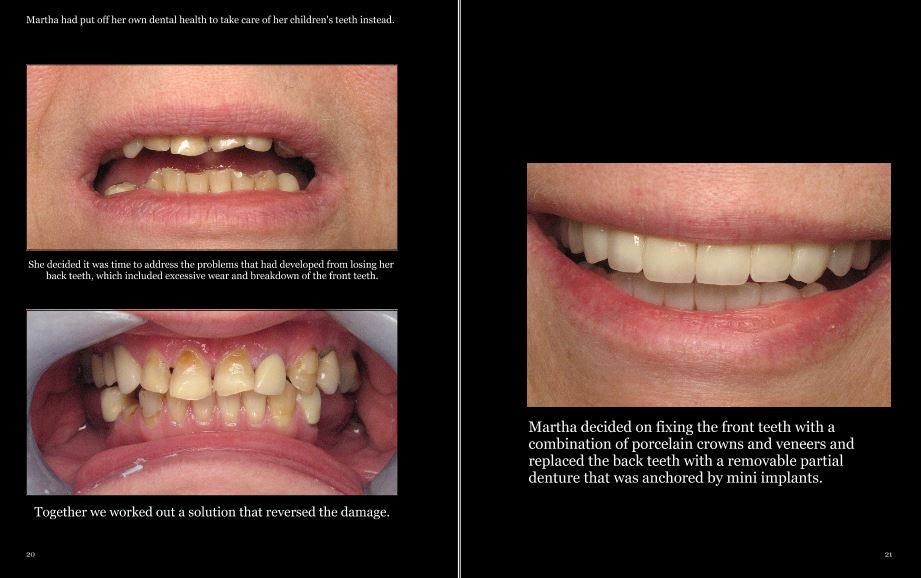 Martha had put off her own dental health to take care of her children's teeth instead.
She decided it was time to address the problems that had developed from losing her
back teeth, which included excessive wear and breakdown of the front teeth.
Together we worked out a solution that reversed the damage.
20
Martha decided on fixing the front teeth with a
combination of porcelain crowns and veneers and
replaced the back teeth with a removable partial
denture that was anchored by mini implants.
21